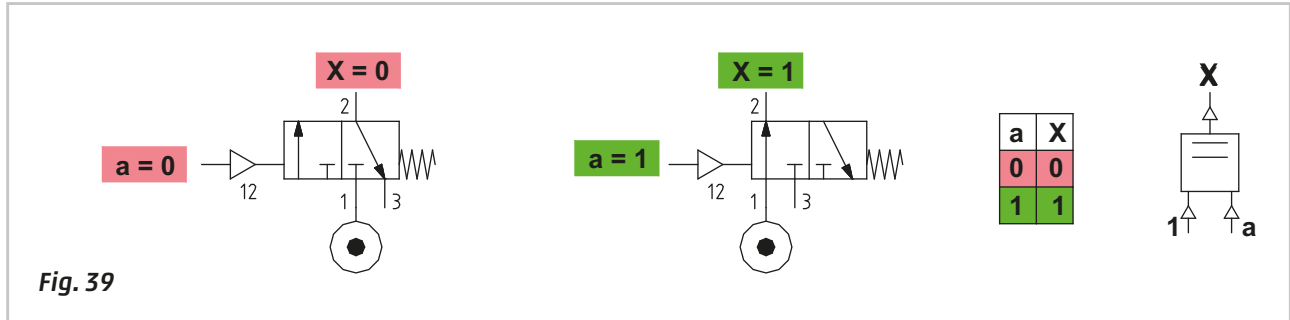 X = 0
2
a = 0
12
1
3
X = 1
2
a = 1
12
1
3
a X
0 0
1 1
X
1 a
Fig. 39